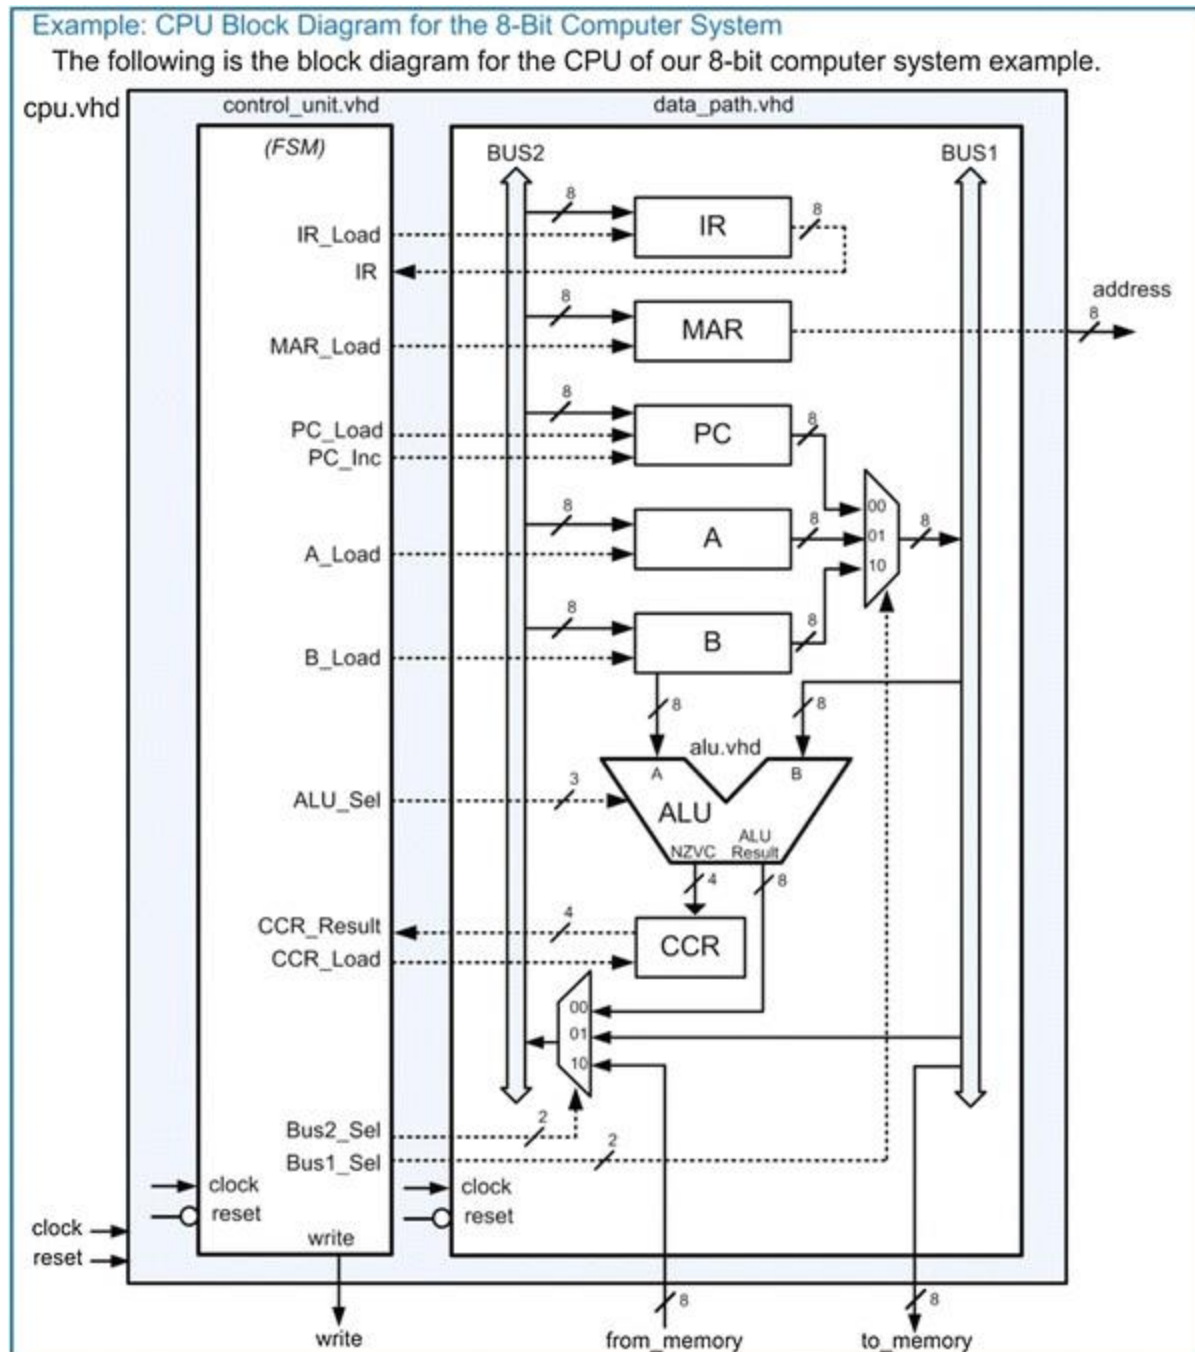 Example: CPU Block Diagram for the 8-Bit Computer System
The following is the block diagram for the CPU of our 8-bit computer system example.
cpu.vhd
control_unit.vhd
data_path.vhd
(FSM)
BUS2
BUS1
8
IR
8
IR_Load
IR
8
MAR
address
8
MAR_Load
8
PC
8
PC_Load
PC_Inc
8
A
8
A_Load
00
01
10
8
8
B
8
B_Load
8
8
alu.vhd
A
B
ALU_Sel
3
ALU
NZVC
ALU
Result
4
8
CCR_Result
4
CCR
CCR_Load
00
01
10
Bus2_Sel
2
Bus1_Sel
2
clock
reset
clock
reset
clock
reset
write
8
8
write
from_memory
to_memory